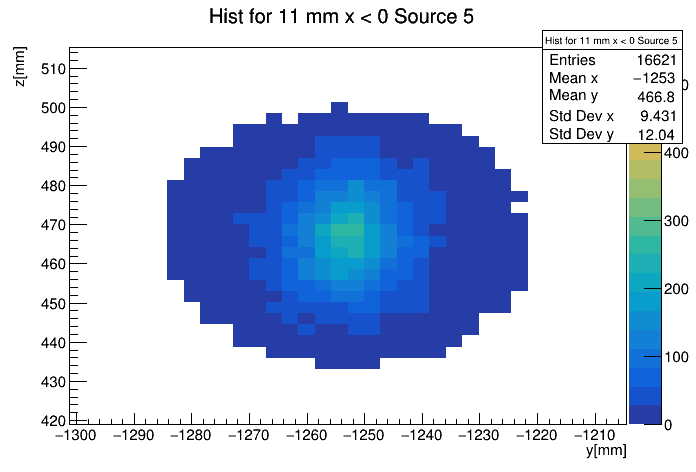 Hist for 11 mm x < 0 Source 5
z[mm]
510
500
490
480
470
460
450
440
430
420
−1300 −1290 −1280 −1270 −1260 −1250 −1240 −1230 −1220 −1210
y[mm]
Hist for 11 mm x < 0 Source 5
Entries 16621
Mean x −1253
Mean y 466.8
Std Dev x 9.431
Std Dev y 12.04
400
300
200
100
0